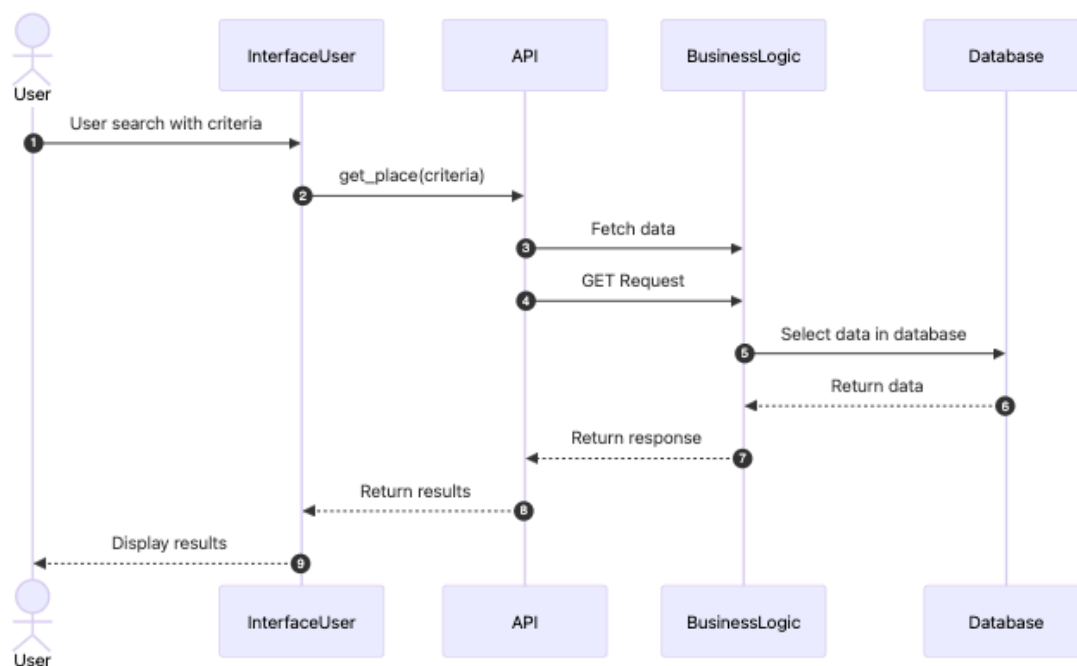 InterfaceUser
API
BusinessLogic
Database
User
User search with criteria
1
get_place(criteria)
2
Fetch data
3
GET Request
4
Select data in database
5
Return data
6
Return response
7
Return results
8
Display results
9
InterfaceUser
API
BusinessLogic
Database
User